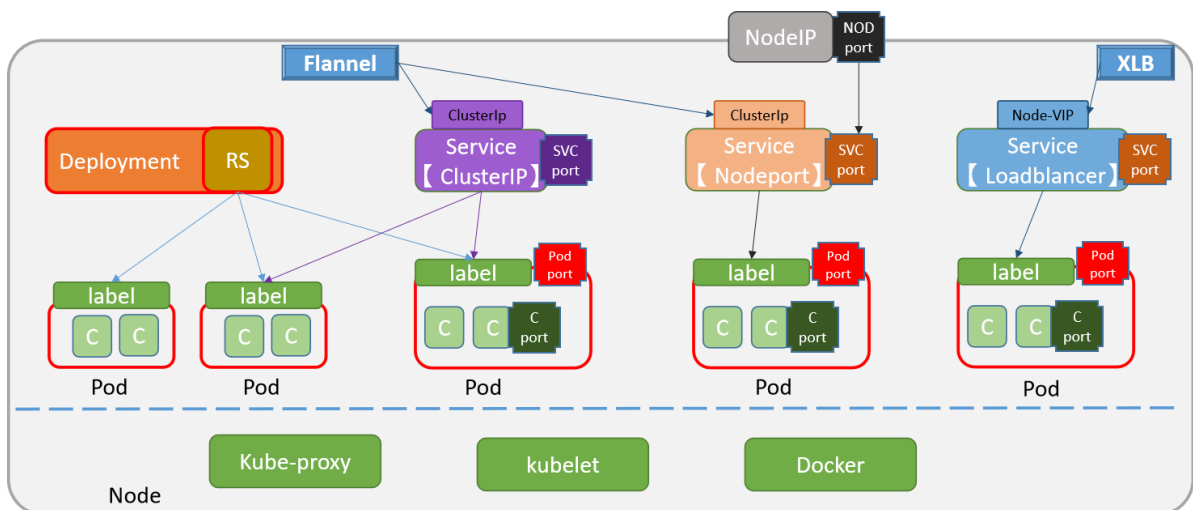 NodeIP
NOD
port
Flannel
XLB
ClusterIp
ClusterIp
Node-VIP
Deployment
RS
Service
【 ClusterIP】
SVC
port
Service
【 Nodeport】
SVC
port
Service
【 Loadblancer】
SVC
port
label
label
label
Pod
port
label
Pod
port
label
Pod
port
C
C
C
C
C
C
C
port
C
C
C
port
C
C
C
port
Pod
Pod
Pod
Pod
Pod
Kube-proxy
kubelet
Docker
Node